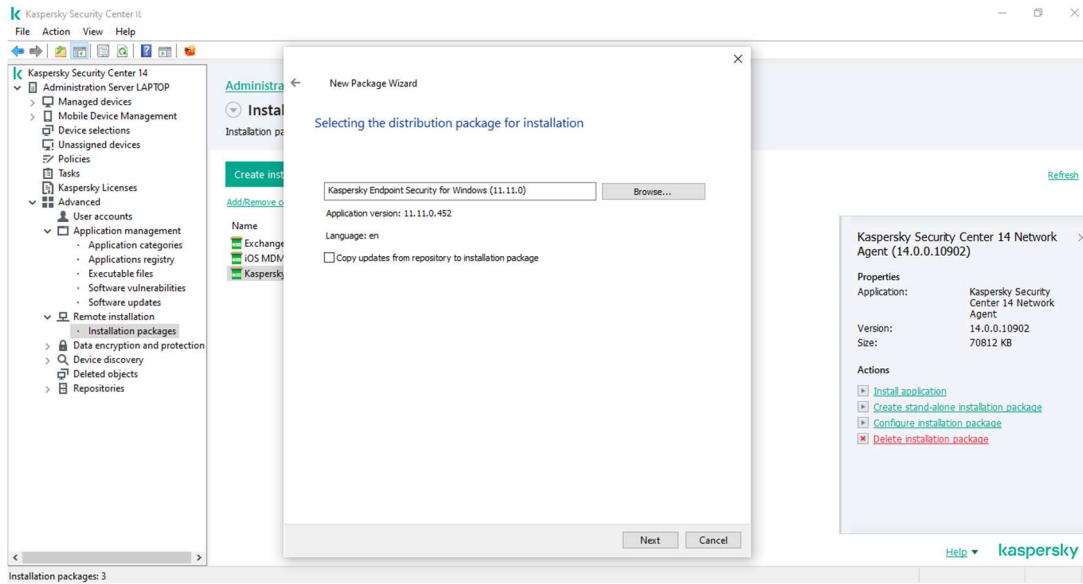 Kaspersky Security Center
File Action View Help
Kaspersky Security Center 14
Administration Server LAPTOP
Managed devices
Mobile Device Management
Device selections
Unassigned devices
Policies
Tasks
Kaspersky Licenses
Advanced
User accounts
Application management
Application categories
Applications registry
Executable files
Software vulnerabilities
Software updates
Remote installation
Installation packages
Data encryption and protection
Device discovery
Deleted objects
Repositories
Administra
Instal
Installation pa
Create inst
Add/Remove c
Name
Exchange
iOS MDM
Kaspersky
New Package Wizard
Selecting the distribution package for installation
Kaspersky Endpoint Security for Windows (11.11.0)
Browse...
Application version: 11.11.0.452
Language: en
Copy updates from repository to installation package
Next Cancel
Refresh
Kaspersky Security Center 14 Network
Agent (14.0.0.10902)
Properties
Application: Kaspersky Security
Center 14 Network
Agent
Version: 14.0.0.10902
Size: 70812 KB
Actions
Install application
Create stand-alone installation package
Configure installation package
Delete installation package
Help
kaspersky
Installation packages: 3